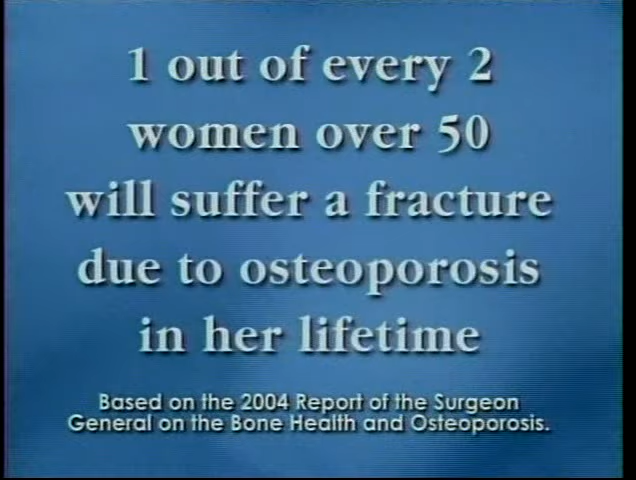 1 out of every 2
women over 50
will suffer a fracture
due to osteoporosis
in her lifetime
Based on the 2004 Report of the Surgeon
General on the Bone Health and Osteoporosis.